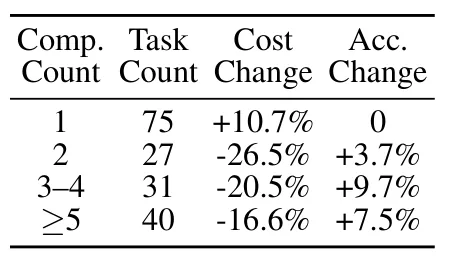 Comp. Task Cost Acc.
Count Count Change Change
1 75 +10.7% 0
2 27 -26.5% +3.7%
3–4 31 -20.5% +9.7%
≥5 40 -16.6% +7.5%